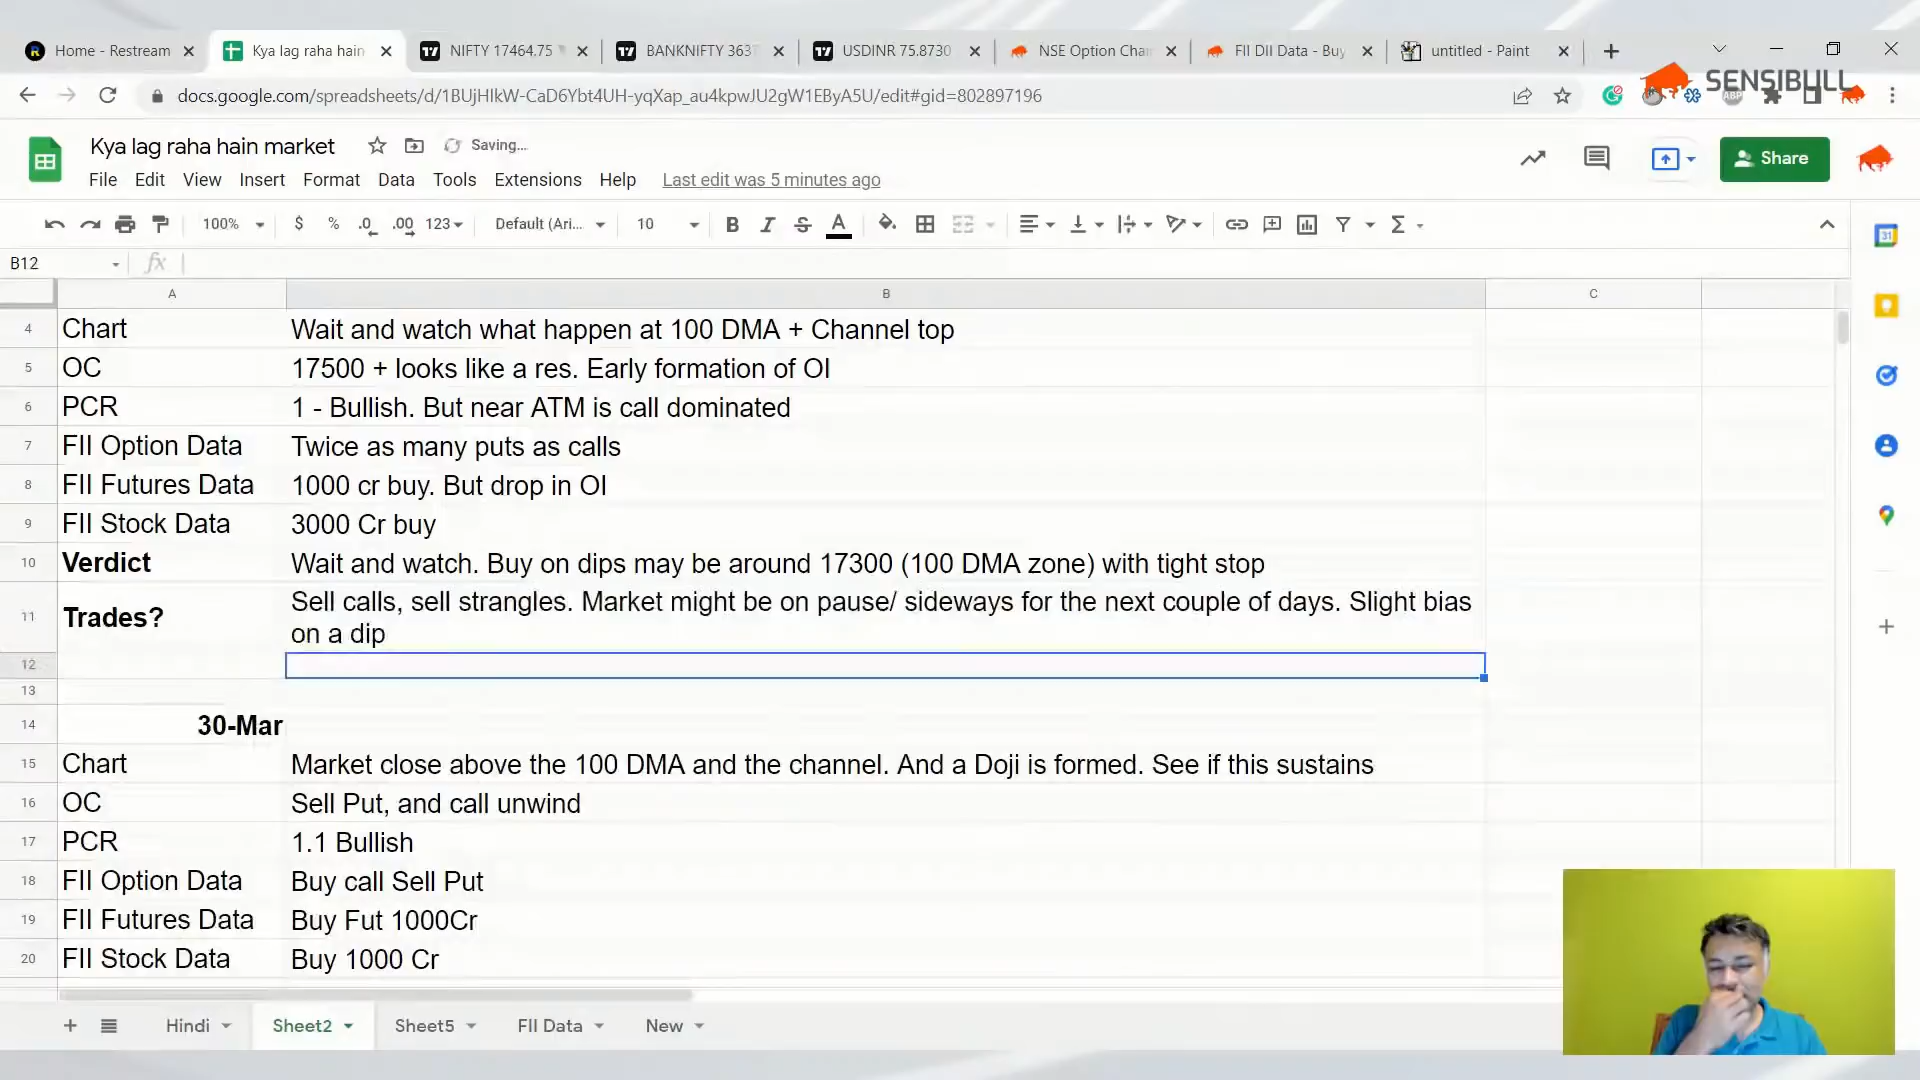 Home - Restream
Kya lag raha hain
NIFTY 17464.75
BANKNIFTY 3637
USDINR 75.8730
NSE Option Chai
FII DII Data - Buy
untitled - Paint
docs.google.com/spreadsheets/d/1BUjHIkW-CaD6Ybt4UH-yqXap_au4kpwJU2gW1EByA5U/edit#gid=802897196
SENSIBULL
Kya lag raha hain market
Saving...
File Edit View Insert Format Data Tools Extensions Help Last edit was 5 minutes ago
Share
100% $ % .0 .00 123 Default (Ari... 10 B I S A
B12 fx
A B C
4 Chart Wait and watch what happen at 100 DMA + Channel top
5 OC 17500 + looks like a res. Early formation of OI
6 PCR 1 - Bullish. But near ATM is call dominated
7 FII Option Data Twice as many puts as calls
8 FII Futures Data 1000 cr buy. But drop in OI
9 FII Stock Data 3000 Cr buy
10 Verdict Wait and watch. Buy on dips may be around 17300 (100 DMA zone) with tight stop
11 Trades? Sell calls, sell strangles. Market might be on pause/ sideways for the next couple of days. Slight bias
on a dip
12
13
14 30-Mar
15 Chart Market close above the 100 DMA and the channel. And a Doji is formed. See if this sustains
16 OC Sell Put, and call unwind
17 PCR 1.1 Bullish
18 FII Option Data Buy call Sell Put
19 FII Futures Data Buy Fut 1000Cr
20 FII Stock Data Buy 1000 Cr
Hindi Sheet2 Sheet5 FII Data New